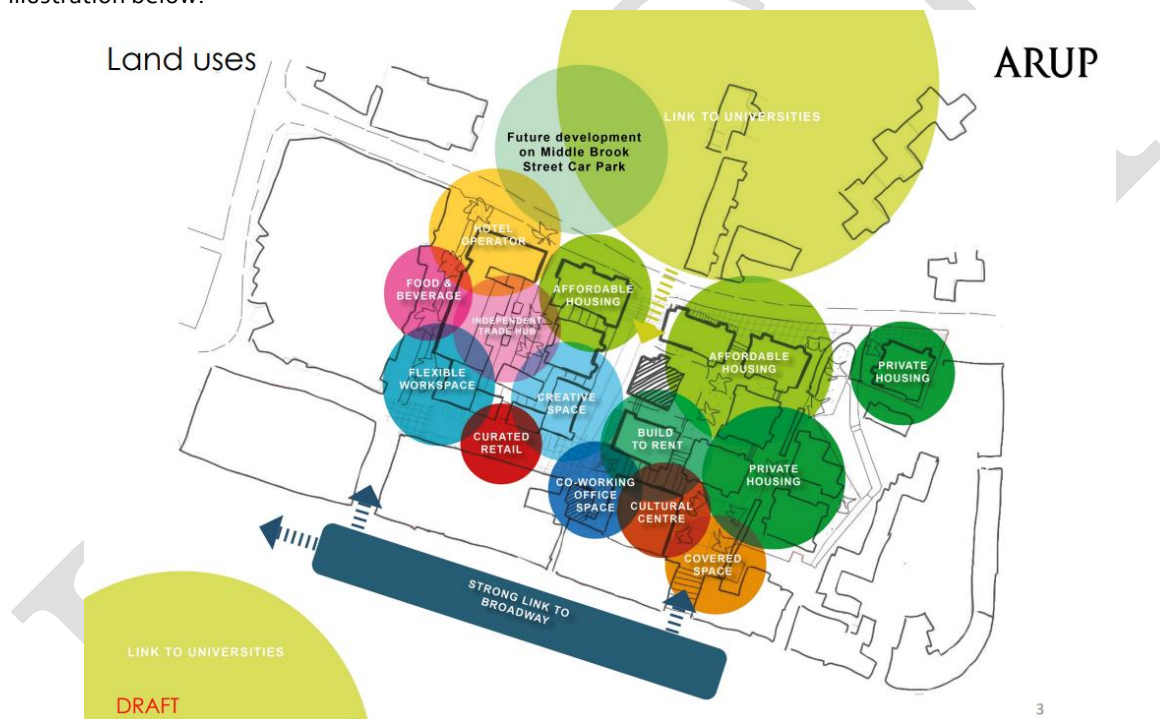 illustration below:
Land uses
ARUP
LINK TO UNIVERSITIES
Future development
on Middle Brook
Street Car Park
HOTEL
OPERATOR
FOOD &
BEVERAGE
AFFORDABLE
HOUSING
INDEPENDENT
TRADE HUB
FLEXIBLE
WORKSPACE
CREATIVE
SPACE
AFFORDABLE
HOUSING
PRIVATE
HOUSING
CURATED
RETAIL
BUILD
TO RENT
PRIVATE
HOUSING
CO-WORKING
OFFICE
SPACE
CULTURAL
CENTRE
COVERED
SPACE
STRONG LINK TO
BROADWAY
LINK TO UNIVERSITIES
DRAFT
3